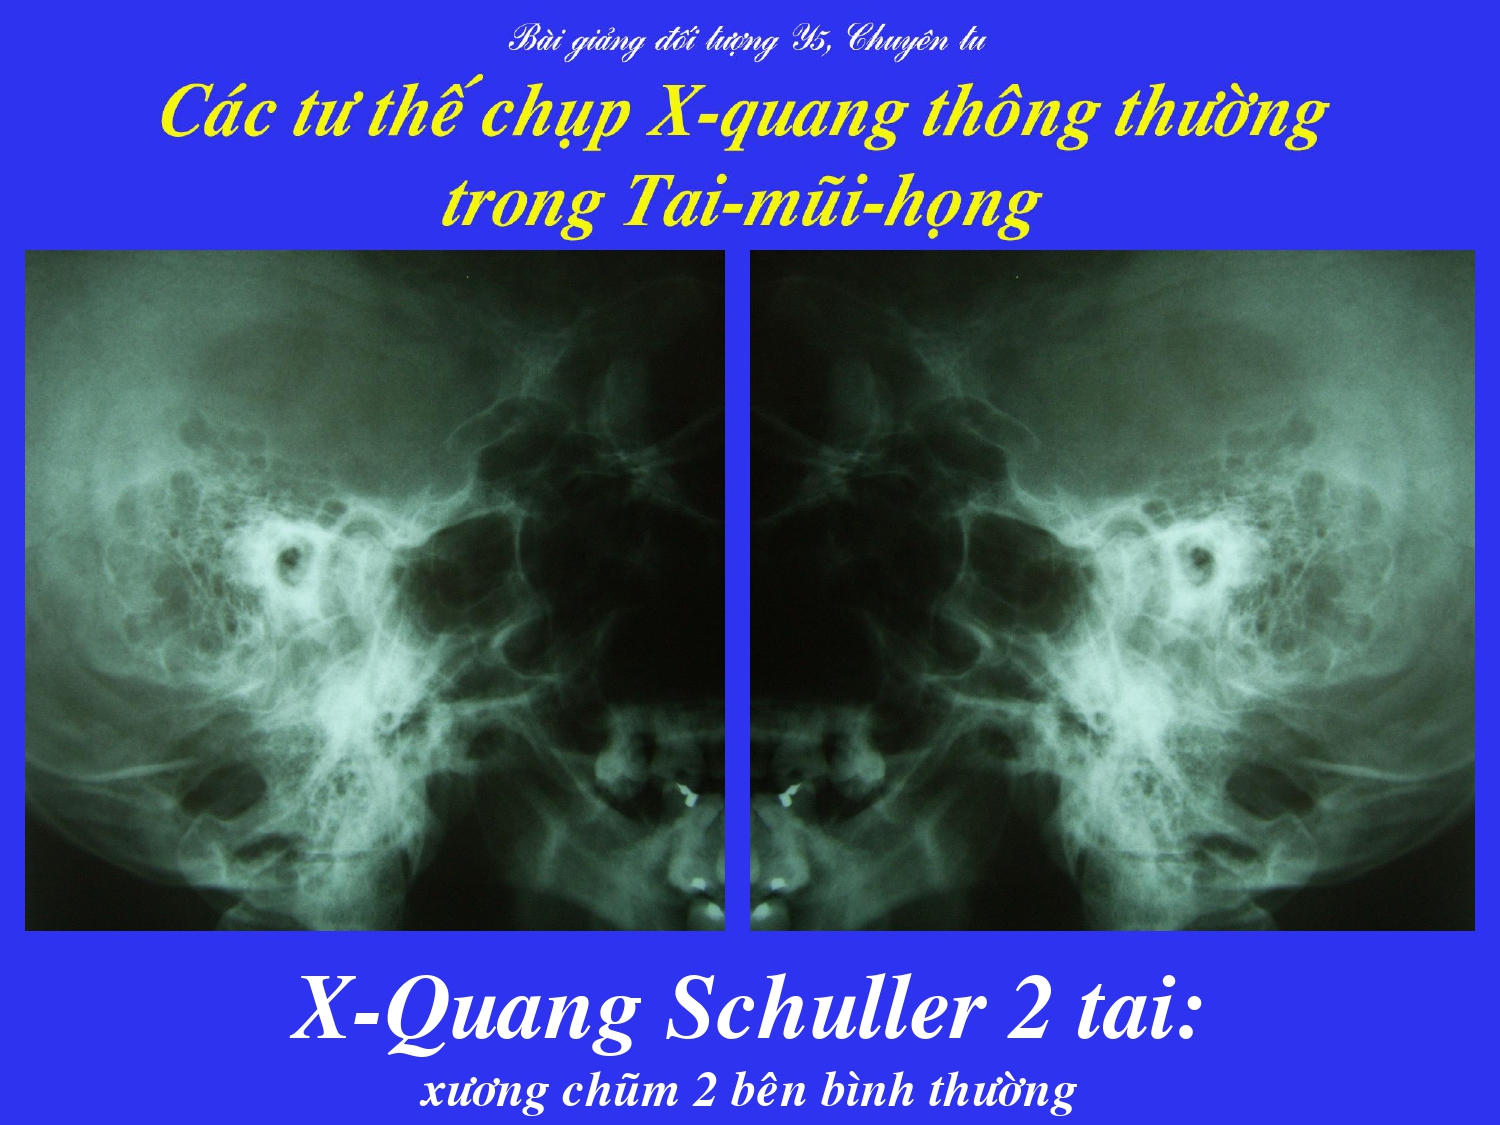 Bài giảng đối tượng Y5, Chuyên tu
Các tư thế chụp X-quang thông thường
trong Tai-mũi-họng
X-Quang Schuller 2 tai:
xương chũm 2 bên bình thường